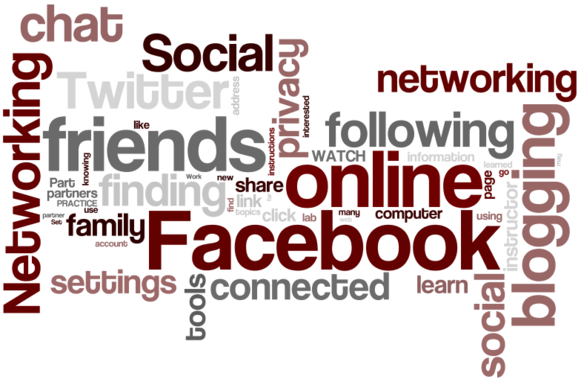 chat
Social
Networking
Twitter
address
privacy
interested
networking
like
instructions
friends
following
WATCH
information
learned
blogging
knowing
Work
new
Part
partners
PRACTICE
finding
share
online
page
go
partner
use
Set
family
find
link
topics
click
lab
many
computer
using
instructor
account
Facebook
settings
tools
connected
learn
social